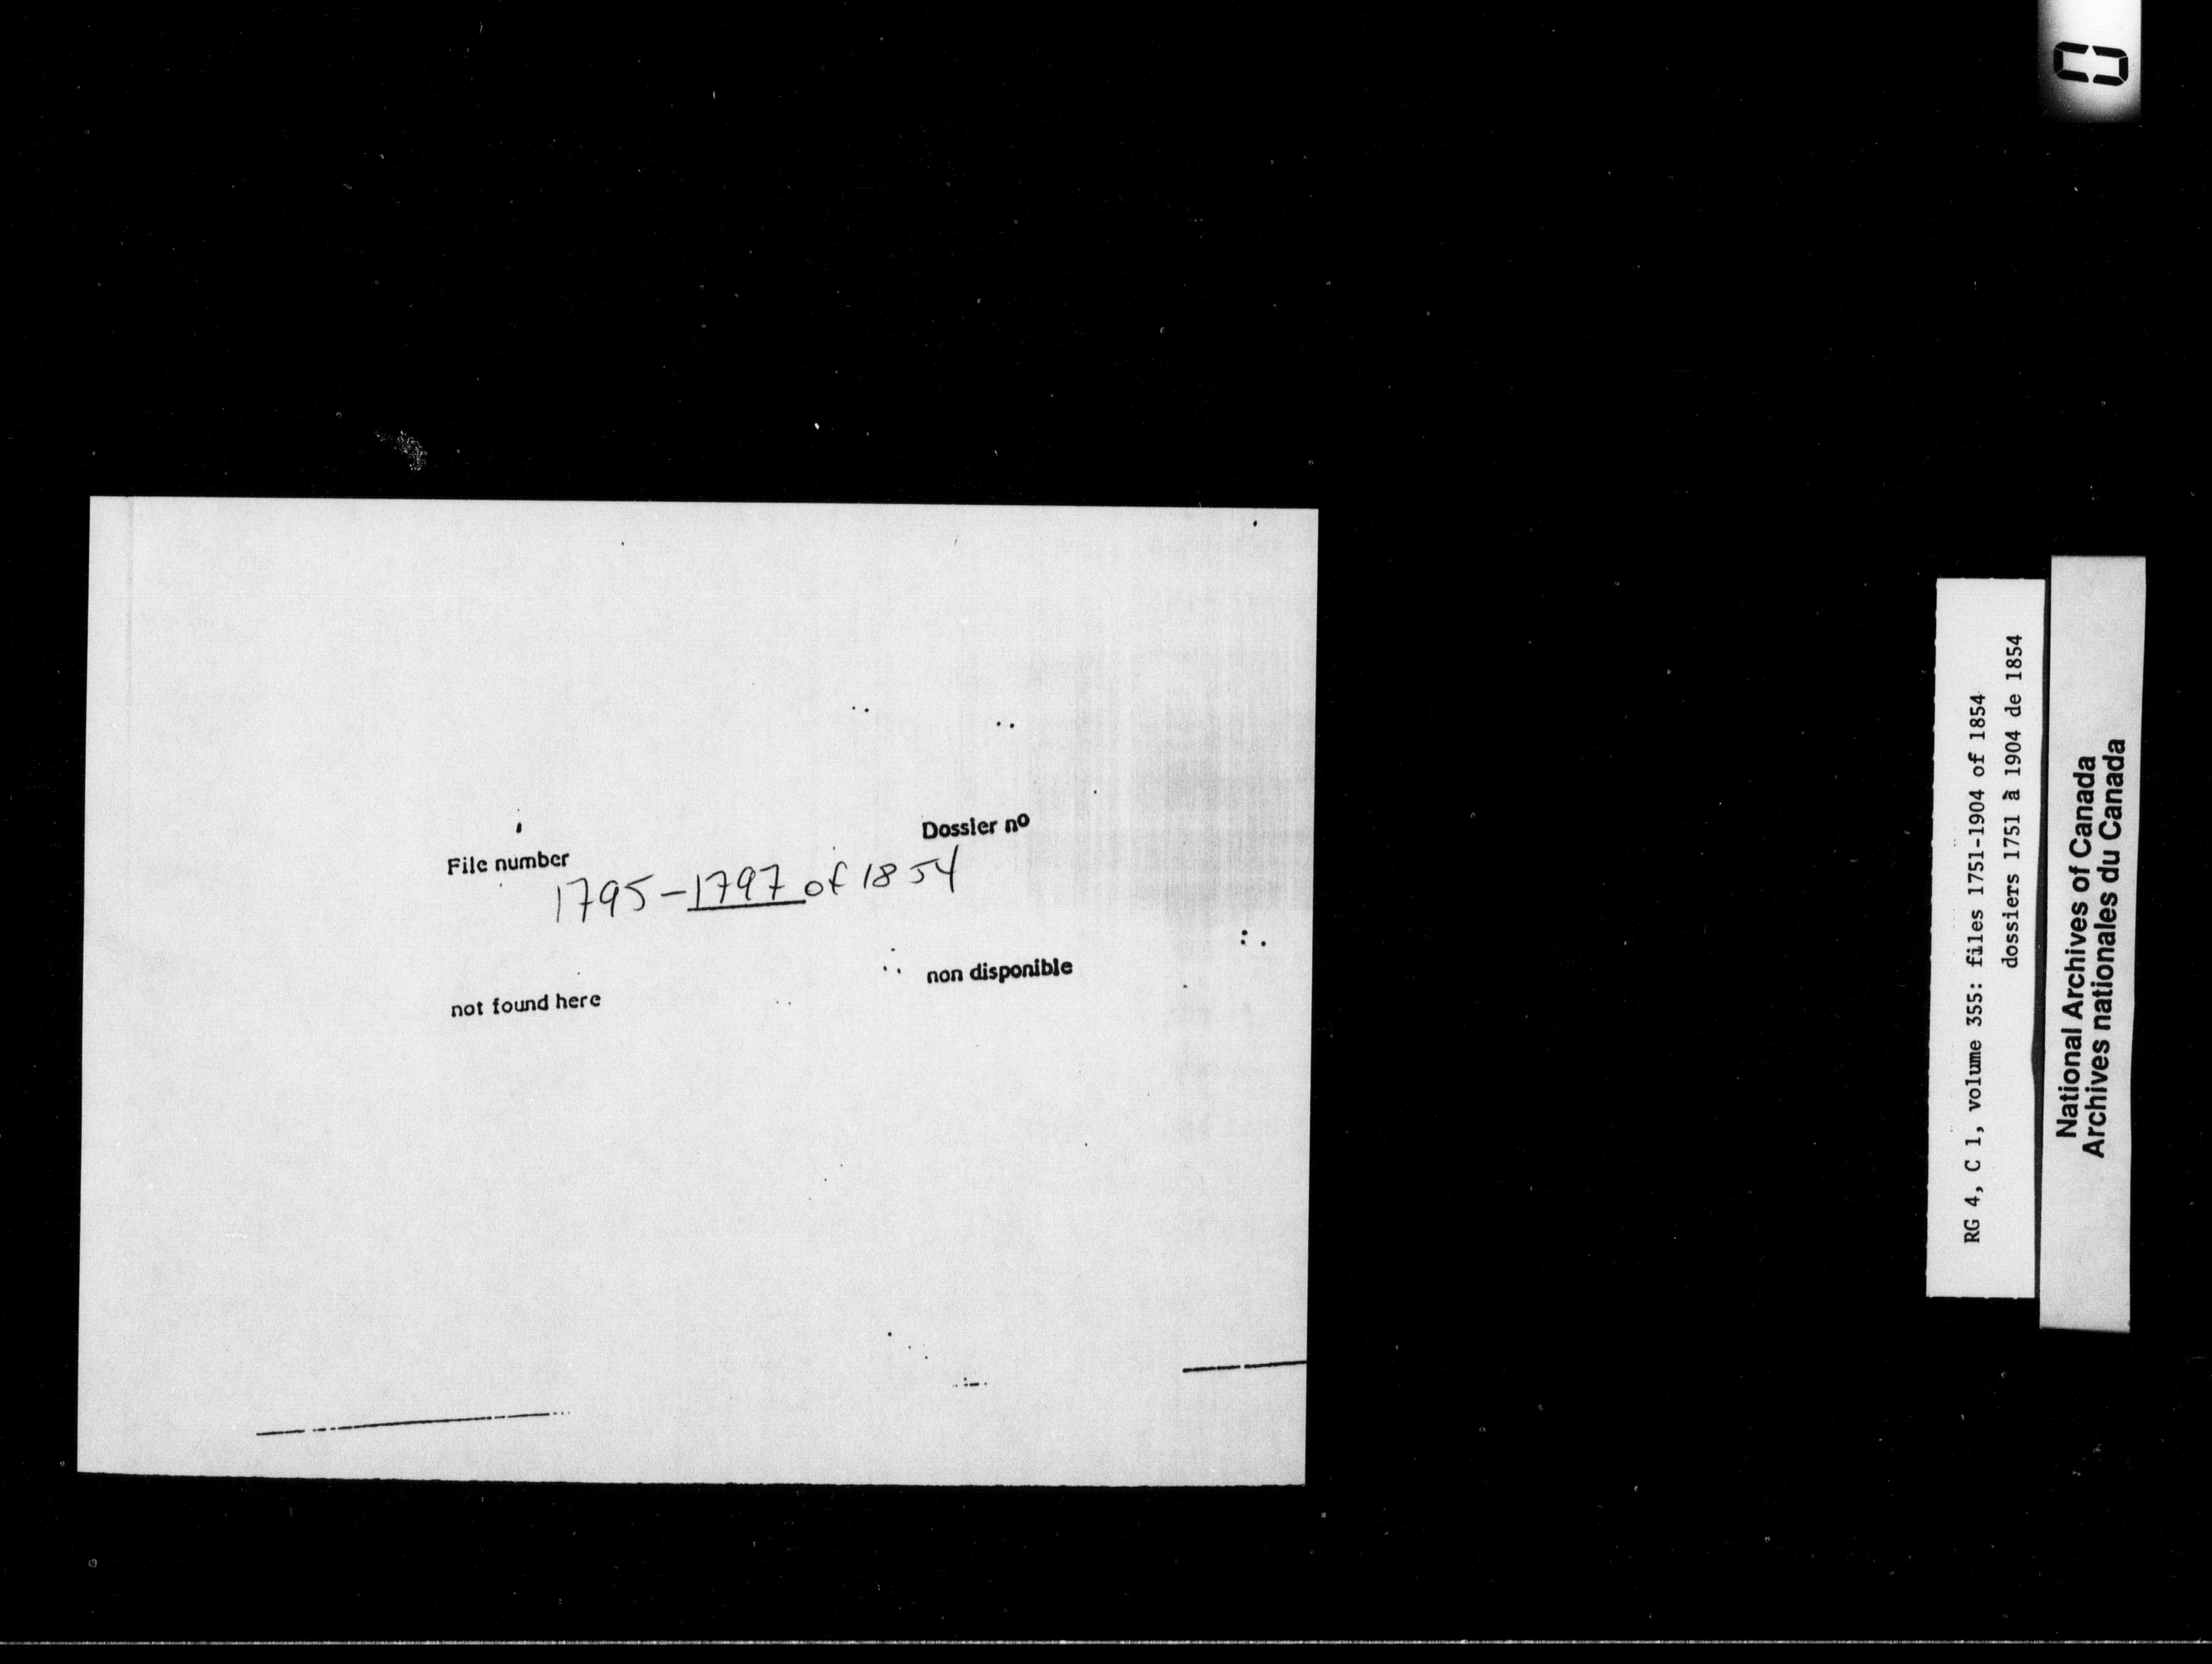 File number
Dossier nº
1795-1797 of 1854
not found here
non disponible
RG 4, C 1, volume 355: files 1751-1904 of 1854
dossiers 1751 à 1904 de 1854
National Archives of Canada
Archives nationales du Canada
0